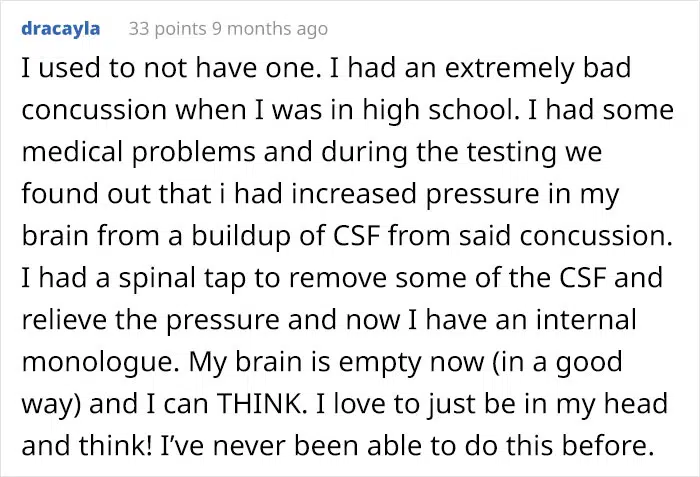 dracayla 33 points 9 months ago
I used to not have one. I had an extremely bad
concussion when I was in high school. I had some
medical problems and during the testing we
found out that i had increased pressure in my
brain from a buildup of CSF from said concussion.
I had a spinal tap to remove some of the CSF and
relieve the pressure and now I have an internal
monologue. My brain is empty now (in a good
way) and I can THINK. I love to just be in my head
and think! I’ve never been able to do this before.